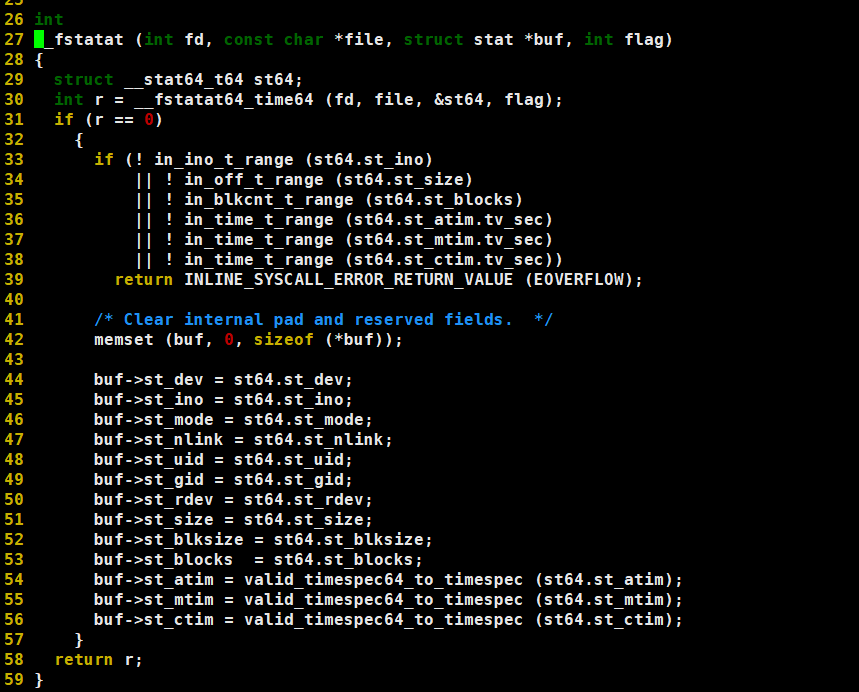 25
26 int
27 __fstatat (int fd, const char *file, struct stat *buf, int flag)
28 {
29   struct __stat64_t64 st64;
30   int r = __fstatat64_time64 (fd, file, &st64, flag);
31   if (r == 0)
32     {
33       if (! in_ino_t_range (st64.st_ino)
34           || ! in_off_t_range (st64.st_size)
35           || ! in_blkcnt_t_range (st64.st_blocks)
36           || ! in_time_t_range (st64.st_atim.tv_sec)
37           || ! in_time_t_range (st64.st_mtim.tv_sec)
38           || ! in_time_t_range (st64.st_ctim.tv_sec))
39         return INLINE_SYSCALL_ERROR_RETURN_VALUE (EOVERFLOW);
40
41       /* Clear internal pad and reserved fields.  */
42       memset (buf, 0, sizeof (*buf));
43
44       buf->st_dev = st64.st_dev;
45       buf->st_ino = st64.st_ino;
46       buf->st_mode = st64.st_mode;
47       buf->st_nlink = st64.st_nlink;
48       buf->st_uid = st64.st_uid;
49       buf->st_gid = st64.st_gid;
50       buf->st_rdev = st64.st_rdev;
51       buf->st_size = st64.st_size;
52       buf->st_blksize = st64.st_blksize;
53       buf->st_blocks  = st64.st_blocks;
54       buf->st_atim = valid_timespec64_to_timespec (st64.st_atim);
55       buf->st_mtim = valid_timespec64_to_timespec (st64.st_mtim);
56       buf->st_ctim = valid_timespec64_to_timespec (st64.st_ctim);
57     }
58   return r;
59 }